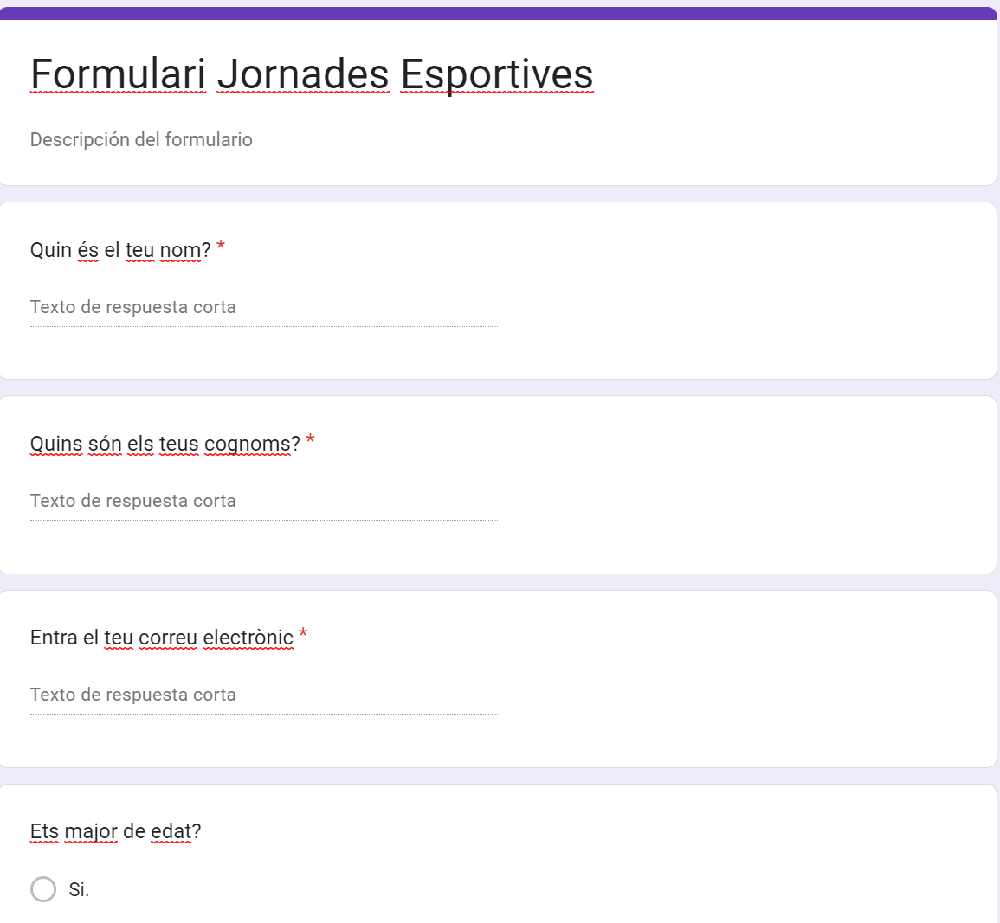 Formulari Jornades Esportives
Descripción del formulario
Quin és el teu nom? *
Texto de respuesta corta
Quins són els teus cognoms? *
Texto de respuesta corta
Entra el teu correu electrònic *
Texto de respuesta corta
Ets major de edat?
Si.